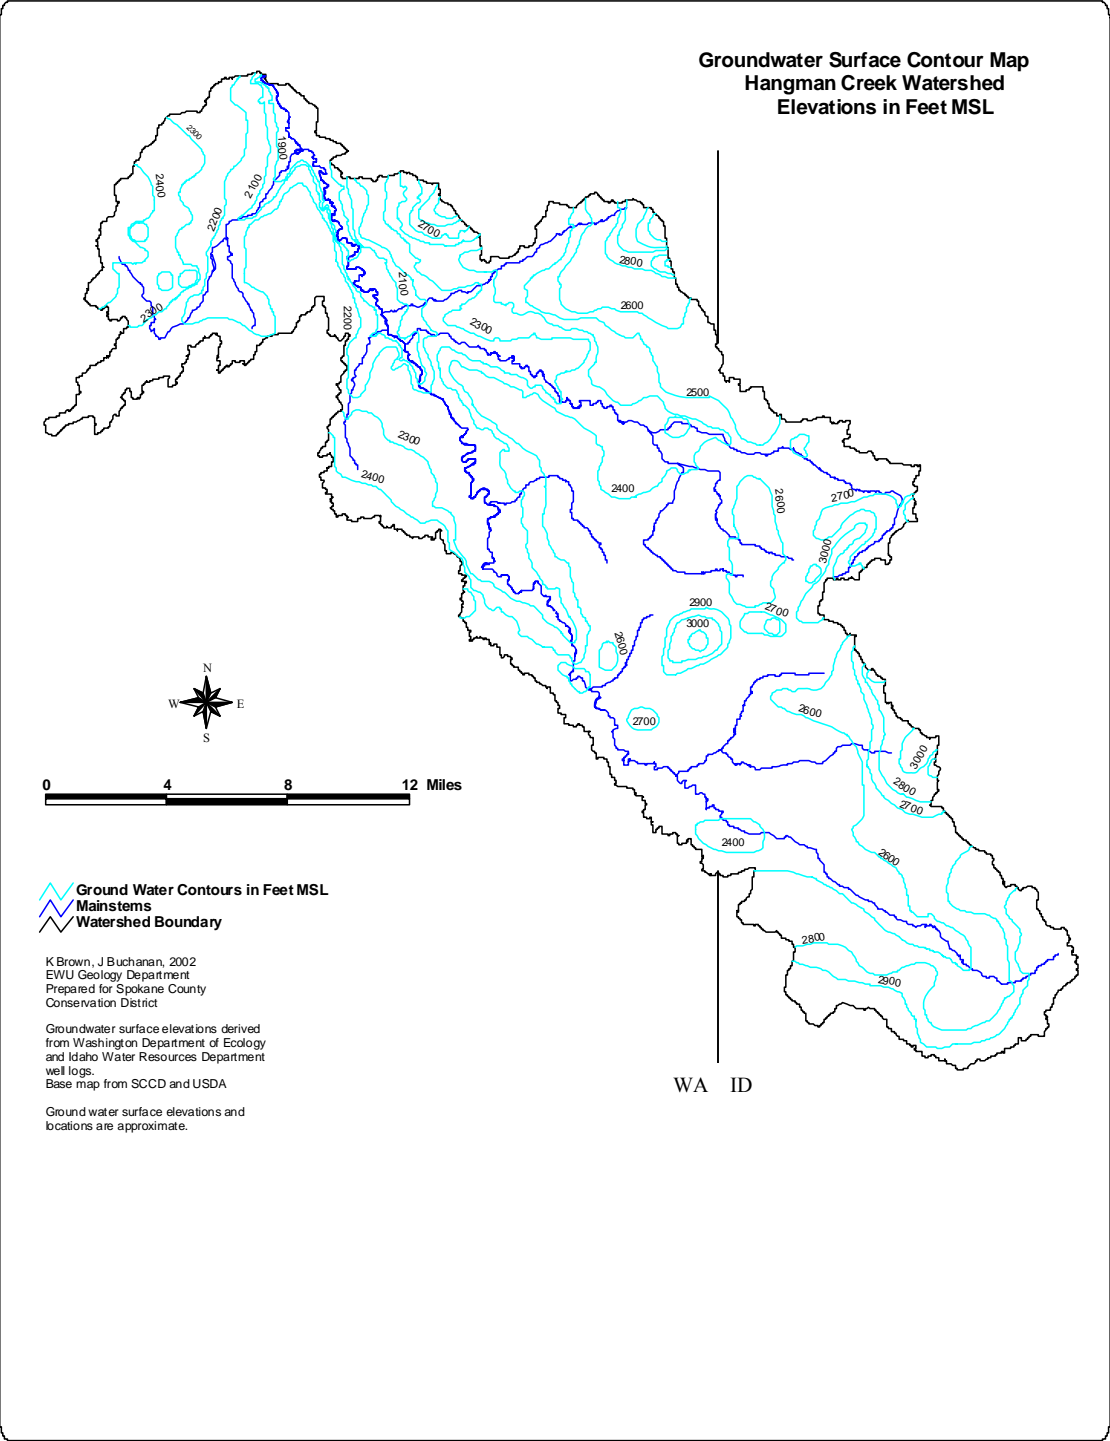 Groundwater Surface Contour Map
Hangman Creek Watershed
Elevations in Feet MSL
2300
1900
2400
2100
2200
2700
2800
2100
2300
2600
2200
2300
2500
2300
2400
2400
2600
2700
3000
2900
2700
3000
2600
N
W
E
S
2600
2700
3000
2800
2700
0
4
8
12 Miles
2400
2600
Ground Water Contours in Feet MSL
Mainstems
Watershed Boundary
2800
2900
K Brown, J Buchanan, 2002
EWU Geology Department
Prepared for Spokane County
Conservation District
Groundwater surface elevations derived
from Washington Department of Ecology
and Idaho Water Resources Department
well logs.
Base map from SCCD and USDA
Ground water surface elevations and
locations are approximate.
WA ID